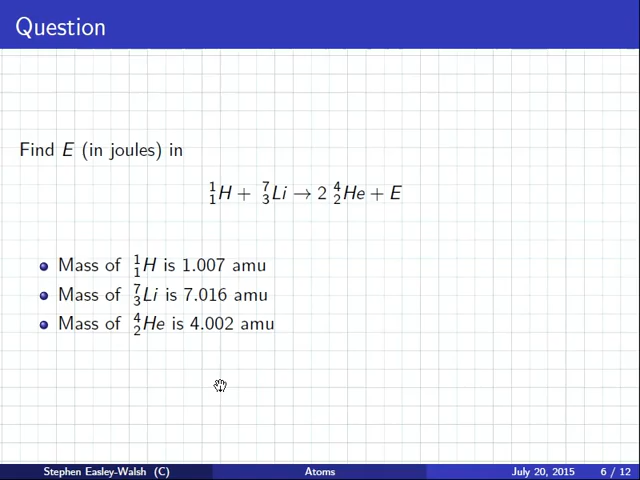 Question
Find E (in joules) in
¹₁H + ⁷₃Li → 2 ⁴₂He + E
Mass of ¹₁H is 1.007 amu
Mass of ⁷₃Li is 7.016 amu
Mass of ⁴₂He is 4.002 amu
Stephen Easley-Walsh (C) Atoms July 20, 2015 6 / 12